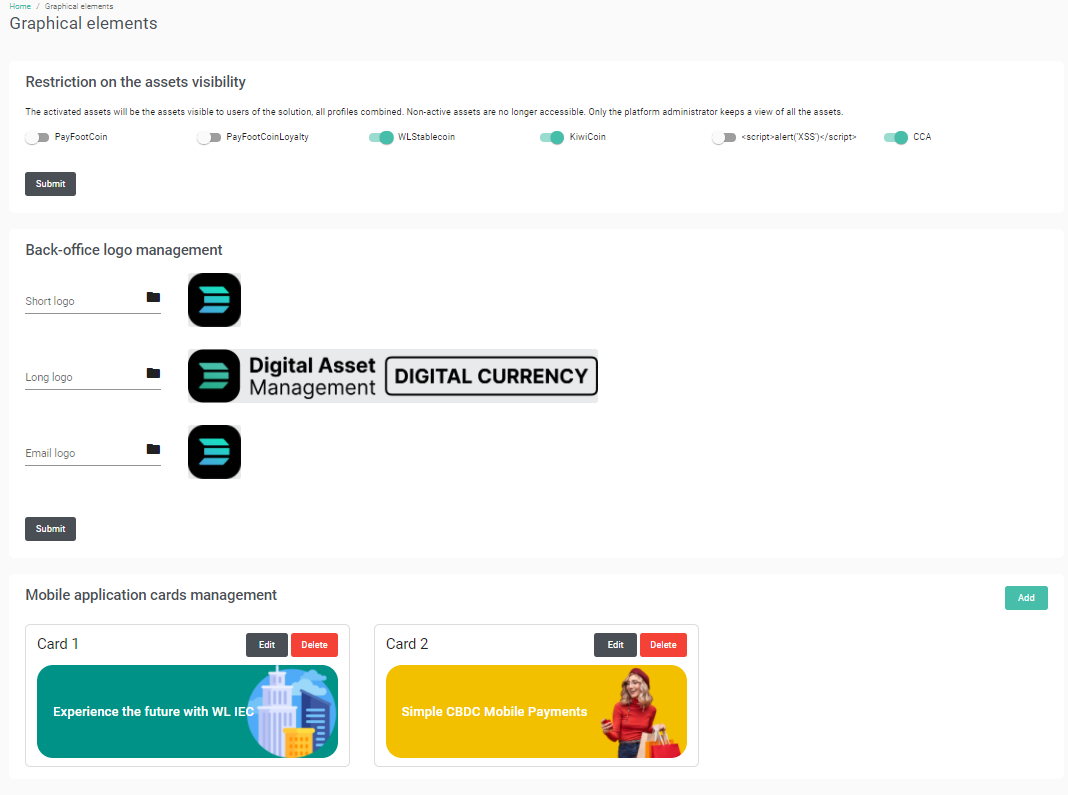 Home / Graphical elements
Graphical elements
Restriction on the assets visibility
The activated assets will be the assets visible to users of the solution, all profiles combined. Non-active assets are no longer accessible. Only the platform administrator keeps a view of all the assets.
PayFootCoin PayFootCoinLoyalty WLStablecoin KiwiCoin <script>alert('XSS')</script> CCA
Submit
Back-office logo management
Short logo
Long logo
Digital Asset
Management
DIGITAL CURRENCY
Email logo
Submit
Mobile application cards management
Add
Card 1 Edit Delete
Experience the future with WL IEC
Card 2 Edit Delete
Simple CBDC Mobile Payments